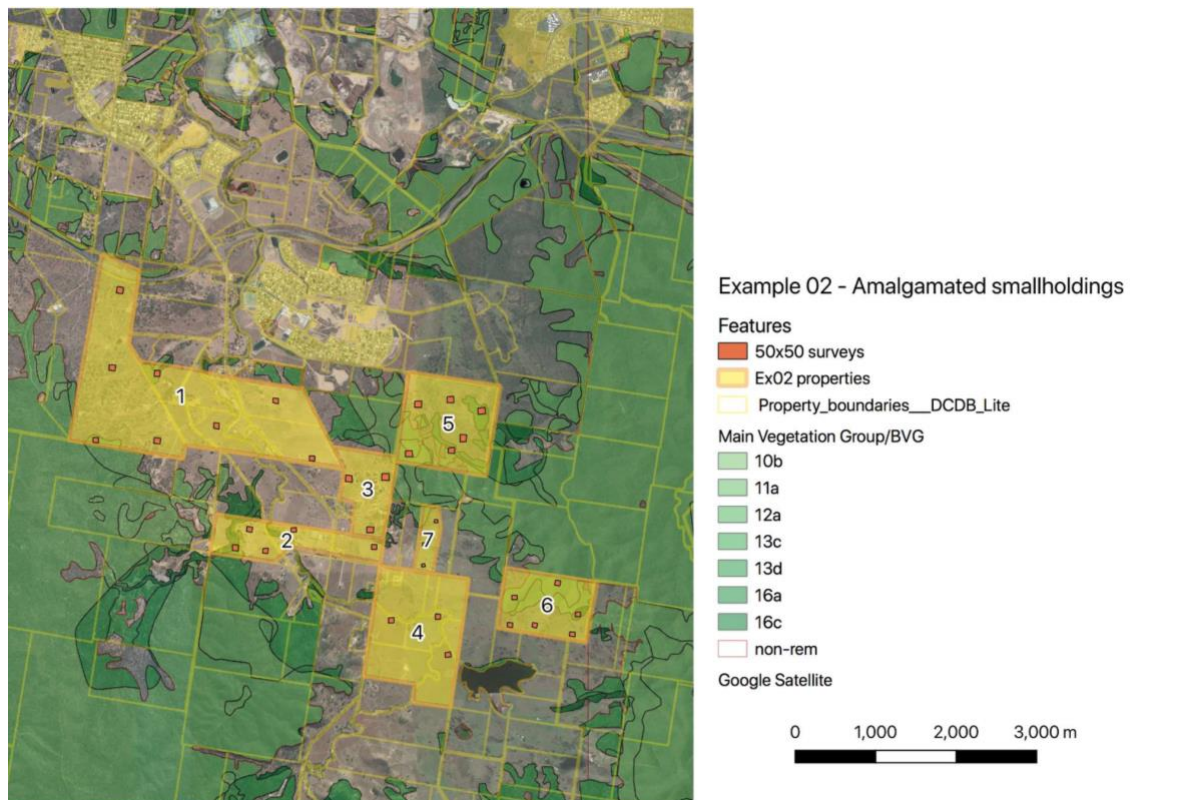 Example 02 - Amalgamated smallholdings
Features
50x50 surveys
Ex02 properties
Property_boundaries__DCDB_Lite
Main Vegetation Group/BVG
10b
11a
12a
13c
13d
16a
16c
non-rem
Google Satellite
0 1,000 2,000 3,000 m
1
5
3
2
7
6
4